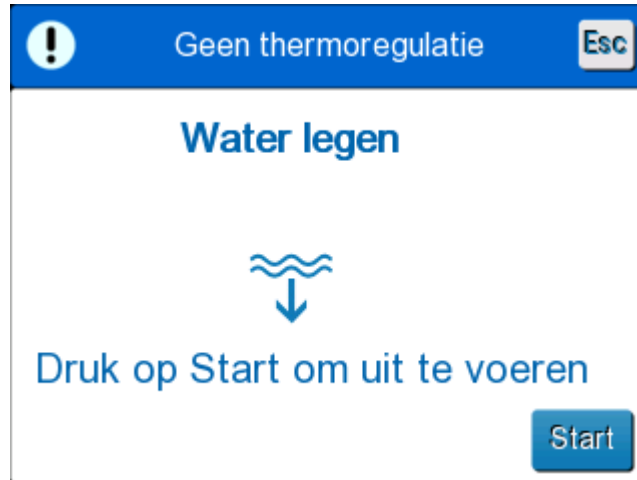 Geen thermoregulatie
Esc
Water legen
Druk op Start om uit te voeren
Start